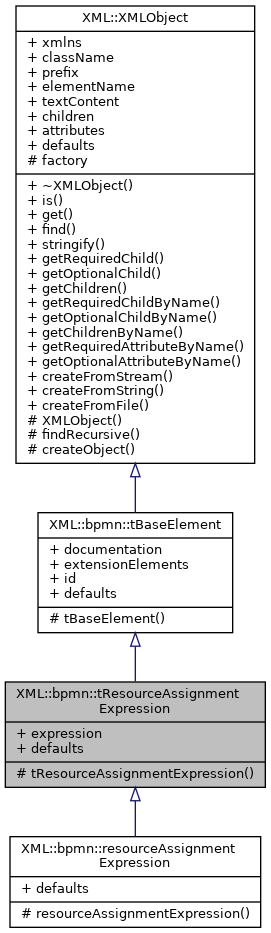 XML::XMLObject
+ xmlns
+ className
+ prefix
+ elementName
+ textContent
+ children
+ attributes
+ defaults
# factory
+ ~XMLObject()
+ is()
+ get()
+ find()
+ stringify()
+ getRequiredChild()
+ getOptionalChild()
+ getChildren()
+ getRequiredChildByName()
+ getOptionalChildByName()
+ getChildrenByName()
+ getRequiredAttributeByName()
+ getOptionalAttributeByName()
+ createFromStream()
+ createFromString()
+ createFromFile()
# XMLObject()
# findRecursive()
# createObject()
XML::bpmn::tBaseElement
+ documentation
+ extensionElements
+ id
+ defaults
# tBaseElement()
XML::bpmn::tResourceAssignment
Expression
+ expression
+ defaults
# tResourceAssignmentExpression()
XML::bpmn::resourceAssignment
Expression
+ defaults
# resourceAssignmentExpression()